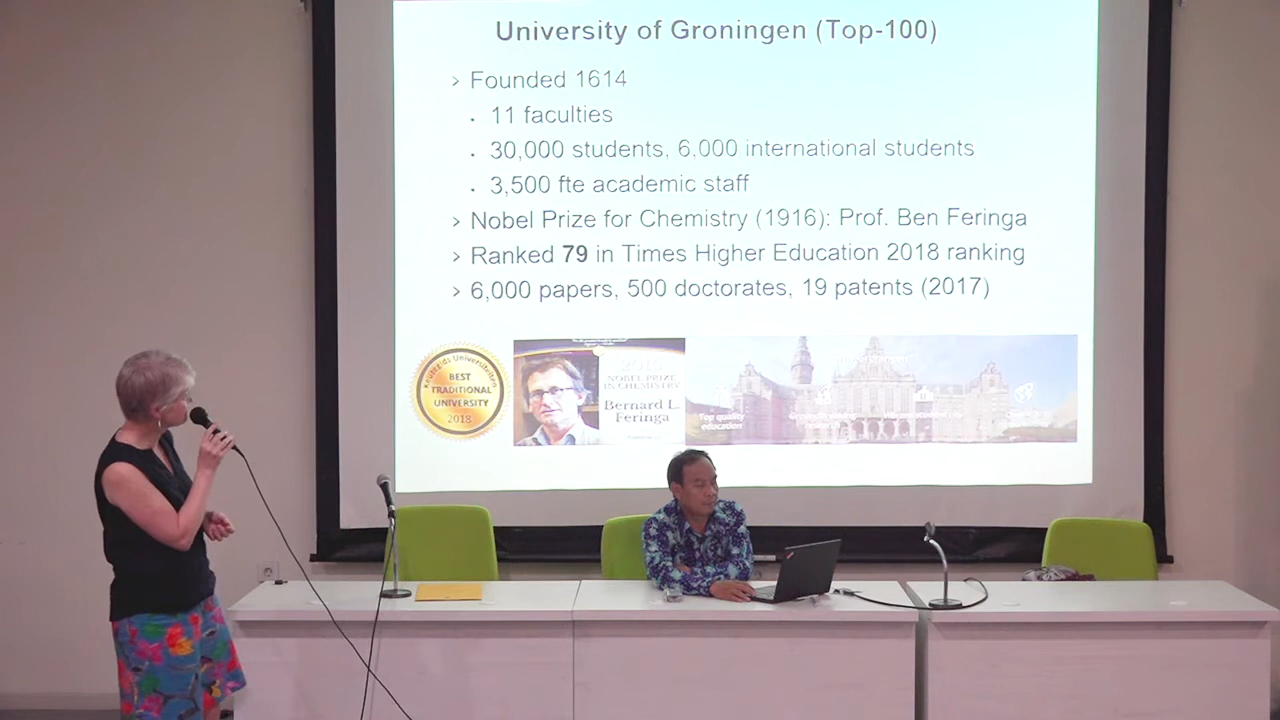 University of Groningen (Top-100)
> Founded 1614
▪ 11 faculties
▪ 30,000 students, 6,000 international students
▪ 3,500 fte academic staff
> Nobel Prize for Chemistry (1916): Prof. Ben Feringa
> Ranked 79 in Times Higher Education 2018 ranking
> 6,000 papers, 500 doctorates, 19 patents (2017)
Keuzegids Universiteiten
BEST
TRADITIONAL
UNIVERSITY
2018
NOBEL PRIZE
IN CHEMISTRY
Bernard L.
Feringa
Top quality
education